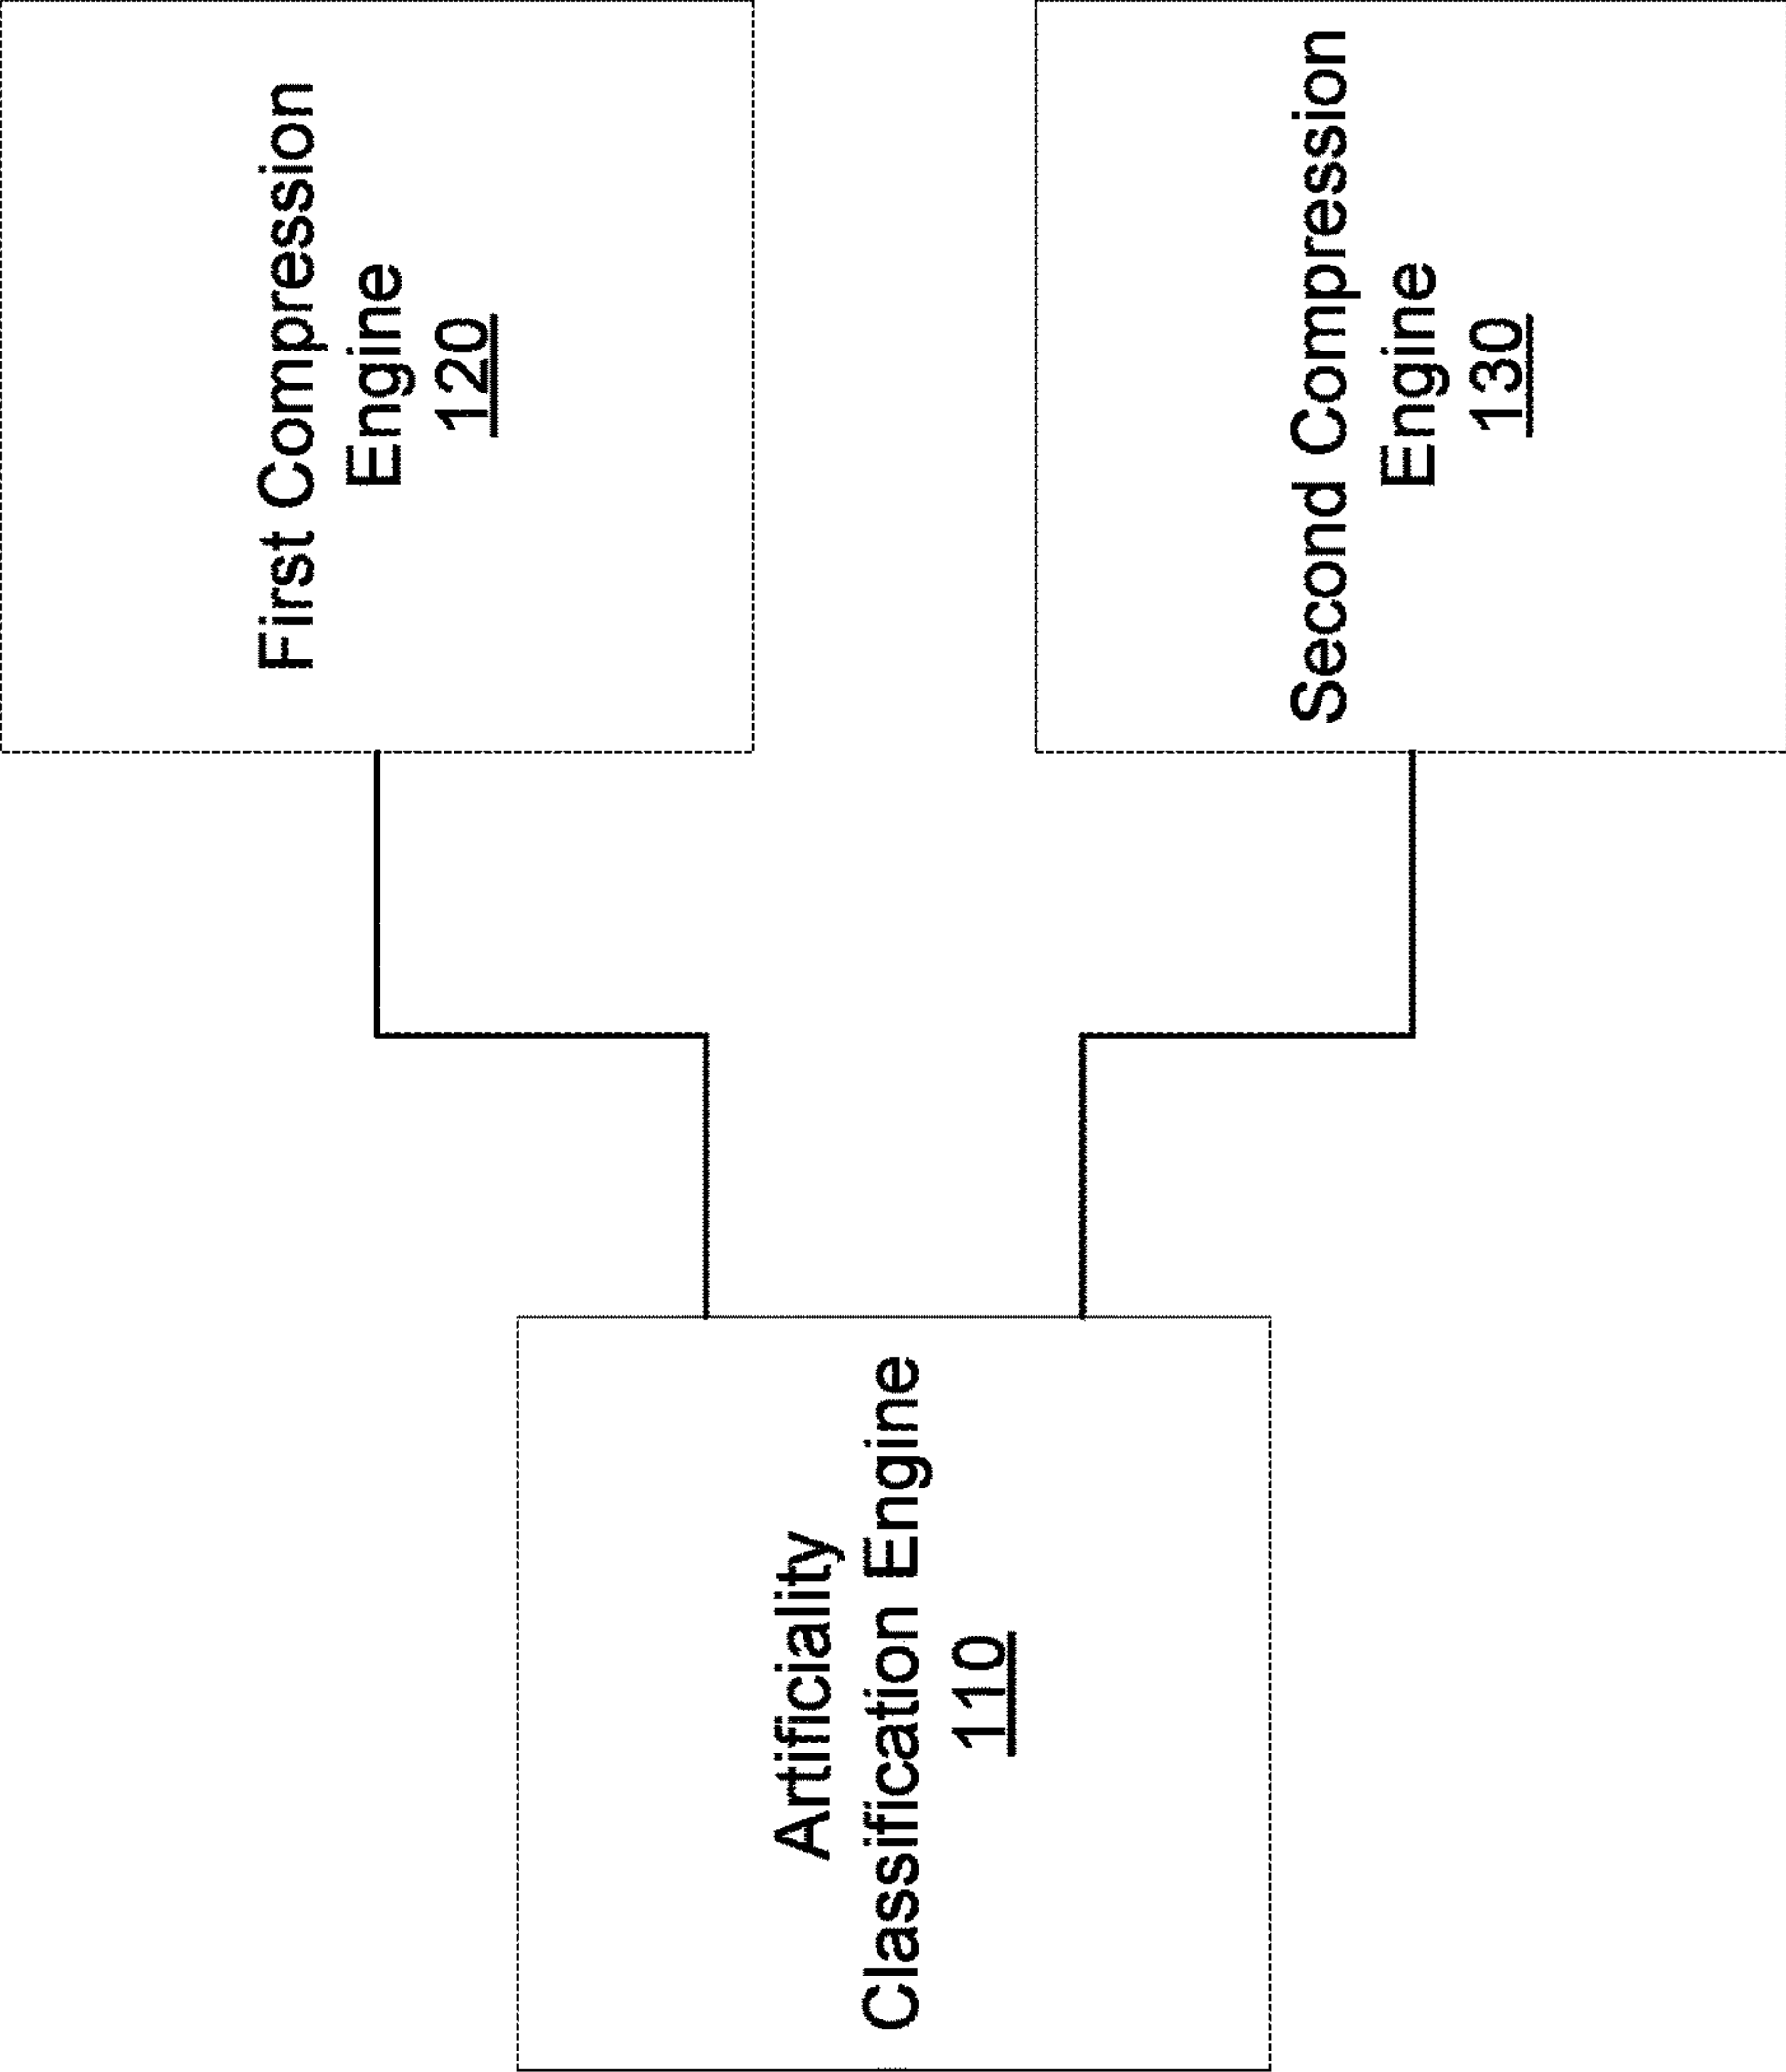 First Compression
Engine
120
Second Compression
Engine
130
Artificiality
Classification Engine
110